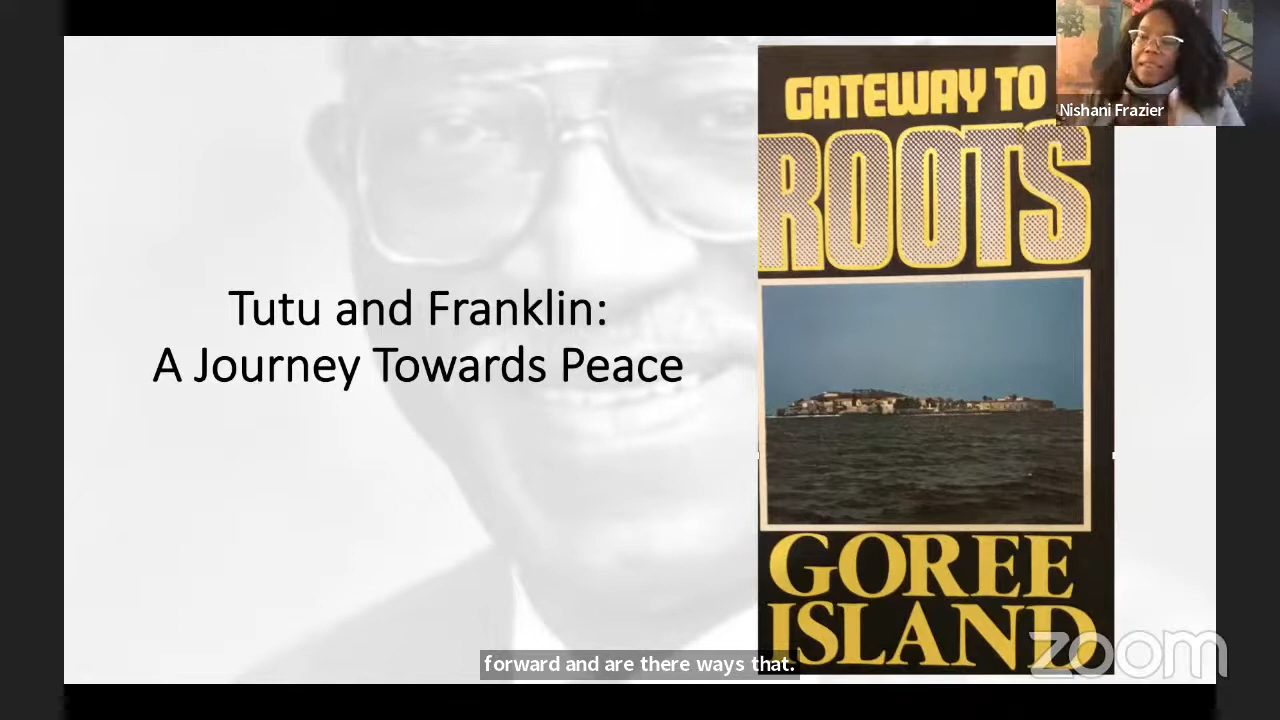 Tutu and Franklin:
A Journey Towards Peace
GATEWAY TO
ROOTS
GOREE
ISLAND
Nishani Frazier
forward and are there ways that.
zoom